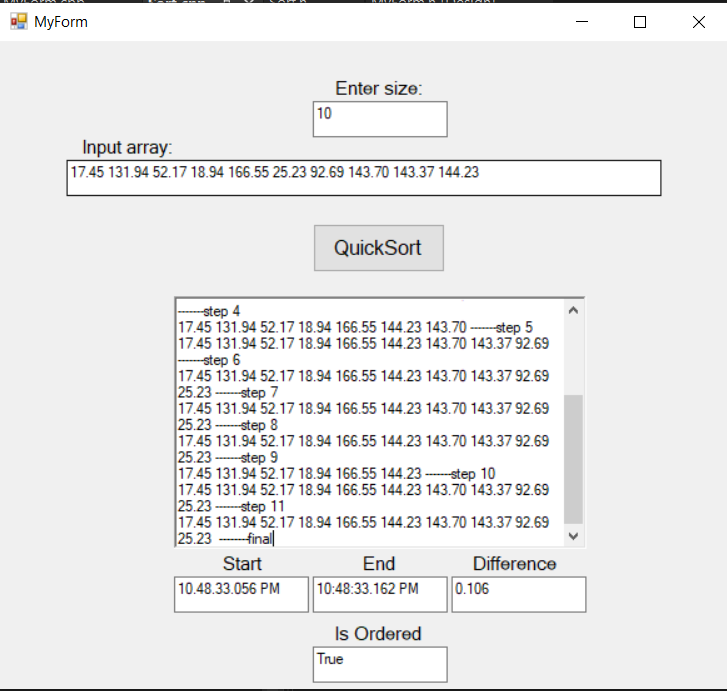 MyForm
Enter size:
10
Input array:
17.45 131.94 52.17 18.94 166.55 25.23 92.69 143.70 143.37 144.23
QuickSort
-------step 4
17.45 131.94 52.17 18.94 166.55 144.23 143.70 -------step 5
17.45 131.94 52.17 18.94 166.55 144.23 143.70 143.37 92.69
-------step 6
17.45 131.94 52.17 18.94 166.55 144.23 143.70 143.37 92.69
25.23 -------step 7
17.45 131.94 52.17 18.94 166.55 144.23 143.70 143.37 92.69
25.23 -------step 8
17.45 131.94 52.17 18.94 166.55 144.23 143.70 143.37 92.69
25.23 -------step 9
17.45 131.94 52.17 18.94 166.55 144.23 -------step 10
17.45 131.94 52.17 18.94 166.55 144.23 143.70 143.37 92.69
25.23 -------step 11
17.45 131.94 52.17 18.94 166.55 144.23 143.70 143.37 92.69
25.23 -------final
Start End Difference
10.48.33.056 PM 10:48:33.162 PM 0.106
Is Ordered
True